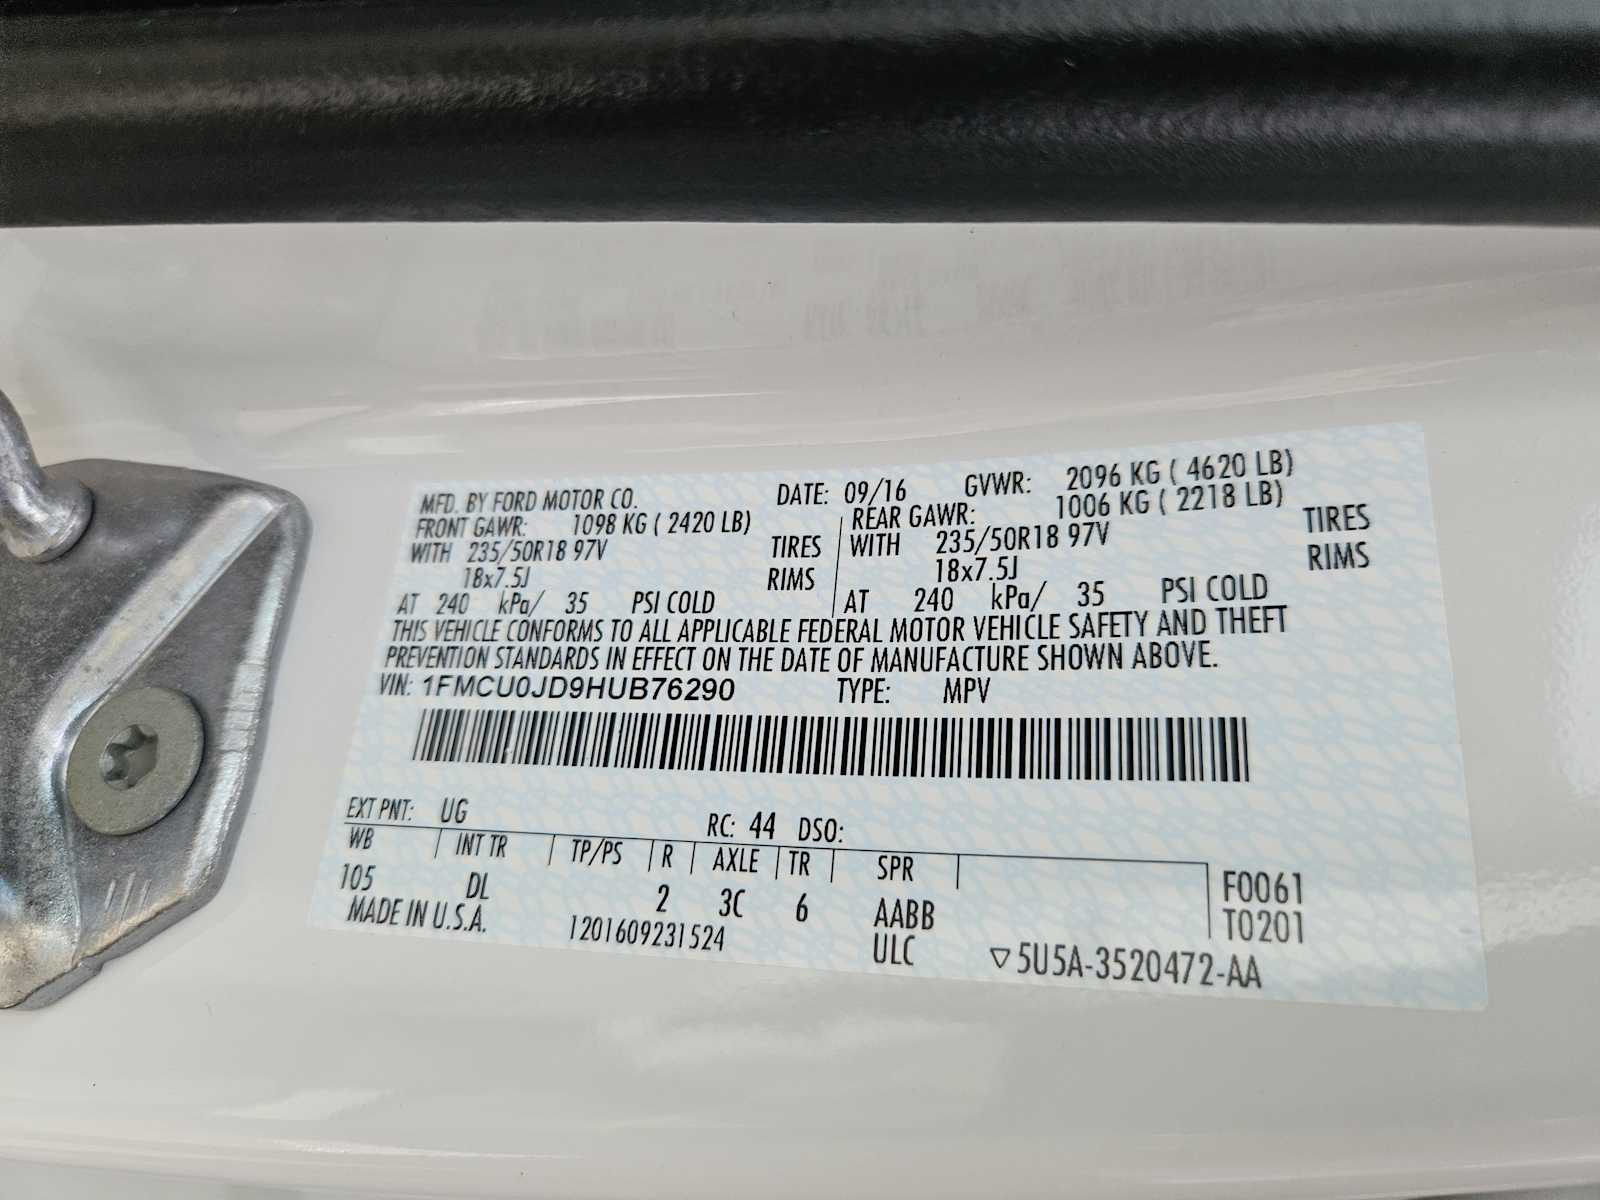 MFD. BY FORD MOTOR CO. DATE: 09/16 GVWR: 2096 KG ( 4620 LB)
FRONT GAWR: 1098 KG ( 2420 LB) REAR GAWR: 1006 KG ( 2218 LB)
WITH 235/50R18 97V TIRES WITH 235/50R18 97V TIRES
18x7.5J RIMS 18x7.5J RIMS
AT 240 kPa/ 35 PSI COLD AT 240 kPa/ 35 PSI COLD
THIS VEHICLE CONFORMS TO ALL APPLICABLE FEDERAL MOTOR VEHICLE SAFETY AND THEFT
PREVENTION STANDARDS IN EFFECT ON THE DATE OF MANUFACTURE SHOWN ABOVE.
VIN: 1FMCU0JD9HUB76290 TYPE: MPV
EXT PNT: UG RC: 44 DSO:
WB INT TR TP/PS R AXLE TR SPR
105 DL 2 3C 6 AABB F0061
MADE IN U.S.A. 1201609231524 ULC T0201
▽5U5A-3520472-AA